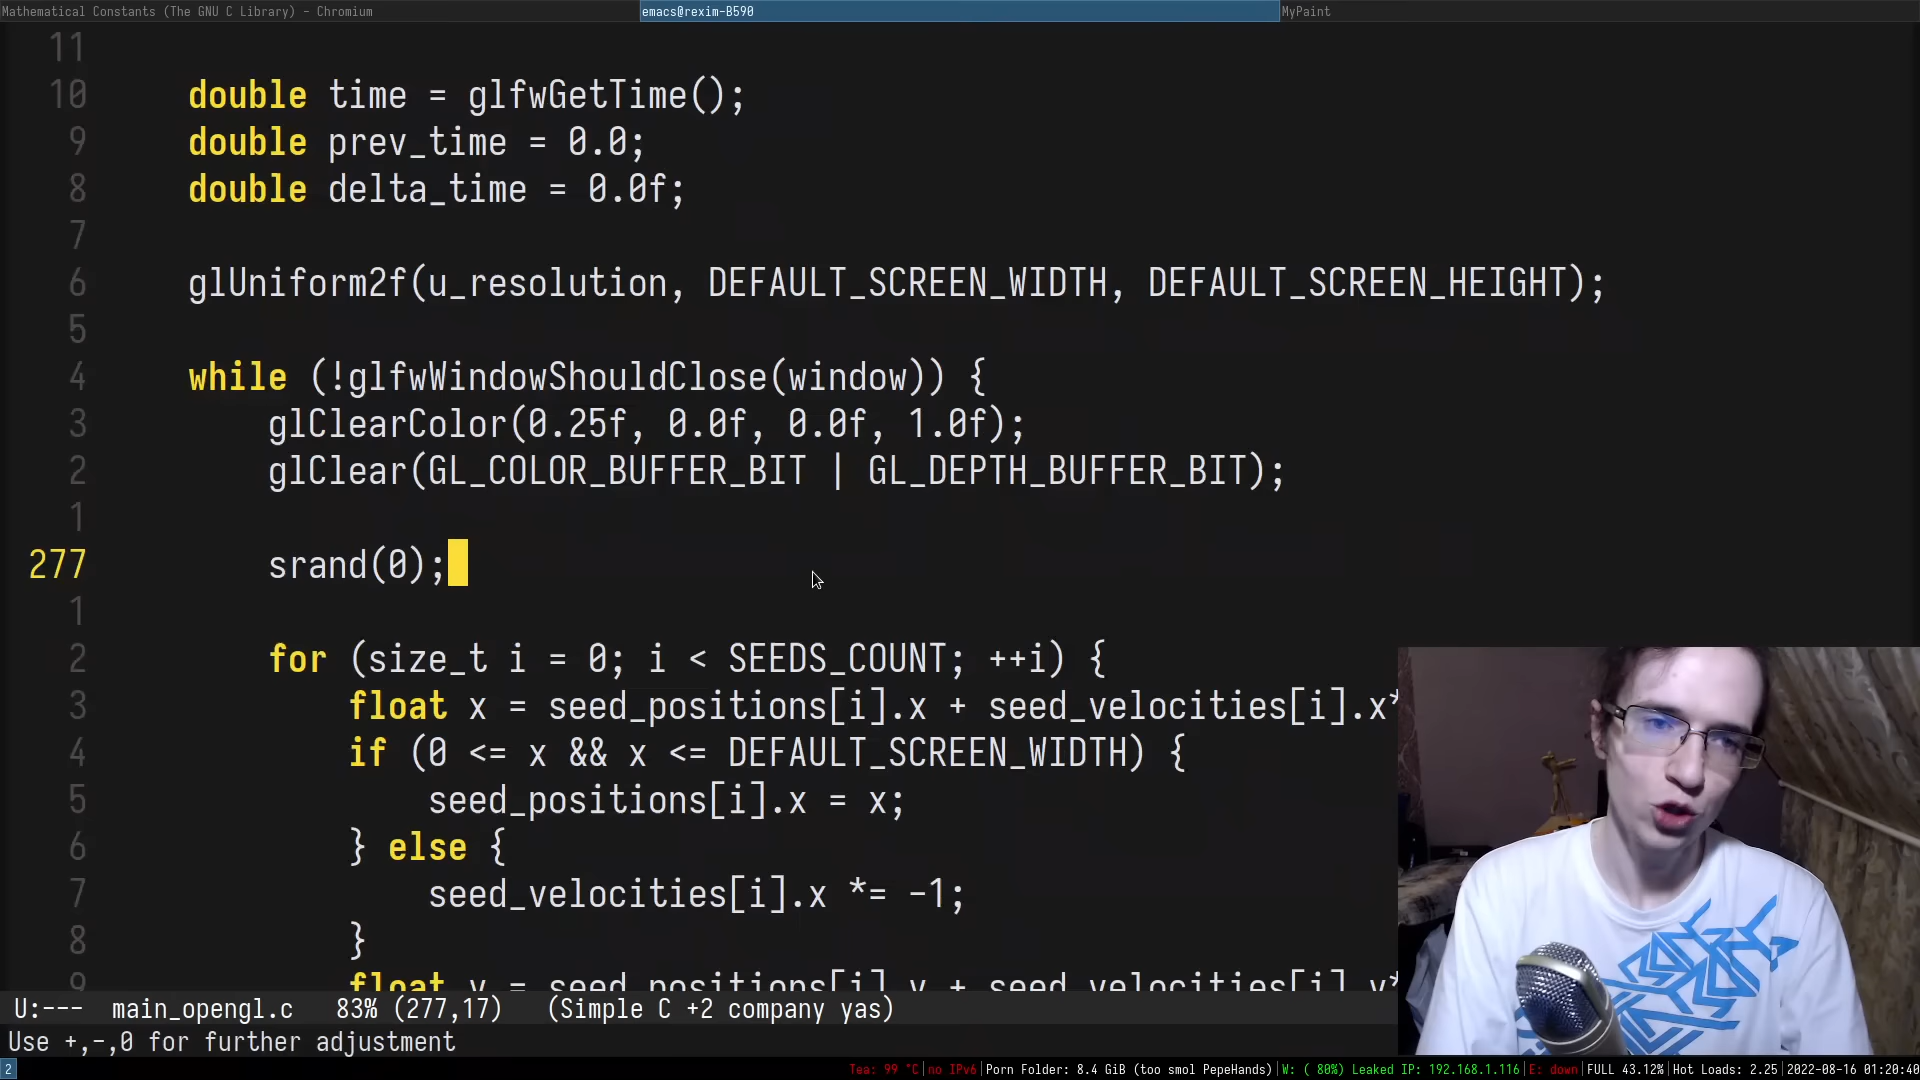 Mathematical Constants (The GNU C Library) - Chromium
emacs@rexim-B590
MyPaint
11
10 double time = glfwGetTime();
9 double prev_time = 0.0;
8 double delta_time = 0.0f;
7
6 glUniform2f(u_resolution, DEFAULT_SCREEN_WIDTH, DEFAULT_SCREEN_HEIGHT);
5
4 while (!glfwWindowShouldClose(window)) {
3 glClearColor(0.25f, 0.0f, 0.0f, 1.0f);
2 glClear(GL_COLOR_BUFFER_BIT | GL_DEPTH_BUFFER_BIT);
1
277 srand(0);
1
2 for (size_t i = 0; i < SEEDS_COUNT; ++i) {
3 float x = seed_positions[i].x + seed_velocities[i].x*
4 if (0 <= x && x <= DEFAULT_SCREEN_WIDTH) {
5 seed_positions[i].x = x;
6 } else {
7 seed_velocities[i].x *= -1;
8 }
9 float y = seed_positions[i].y + seed_velocities[i].y*
U:--- main_opengl.c 83% (277,17) (Simple C +2 company yas)
Use +,-,0 for further adjustment
2
Tea: 99 °C|no IPv6|Porn Folder: 8.4 GiB (too smol PepeHands)|W: ( 80%) Leaked IP: 192.168.1.116|E: down|FULL 43.12%|Hot Loads: 2.25|2022-08-16 01:20:40